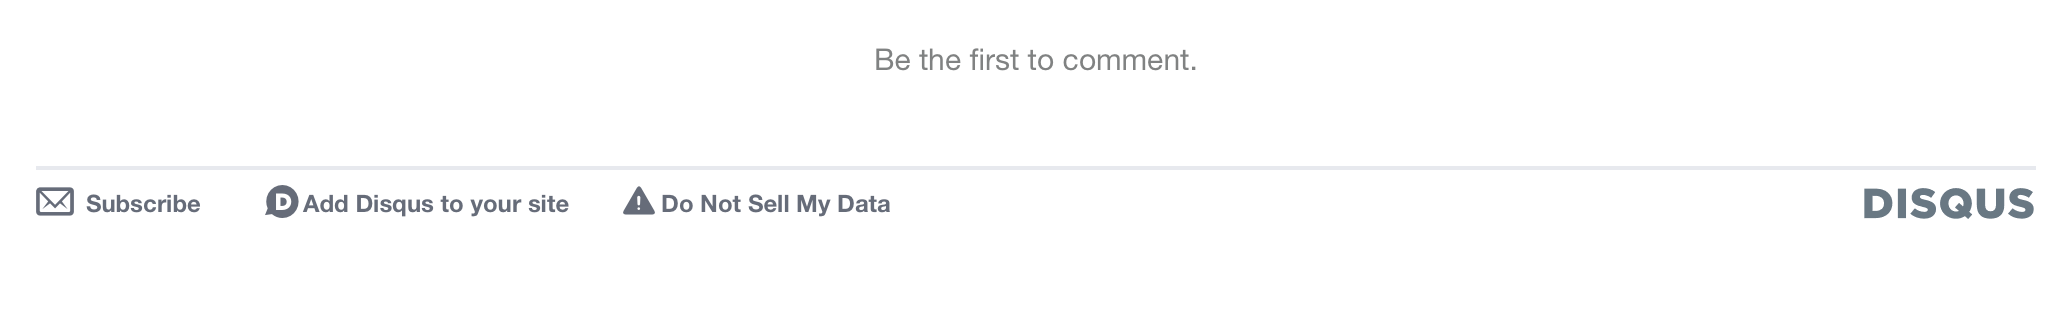 Be the first to comment.
Subscribe
Add Disqus to your site
Do Not Sell My Data
DISQUS